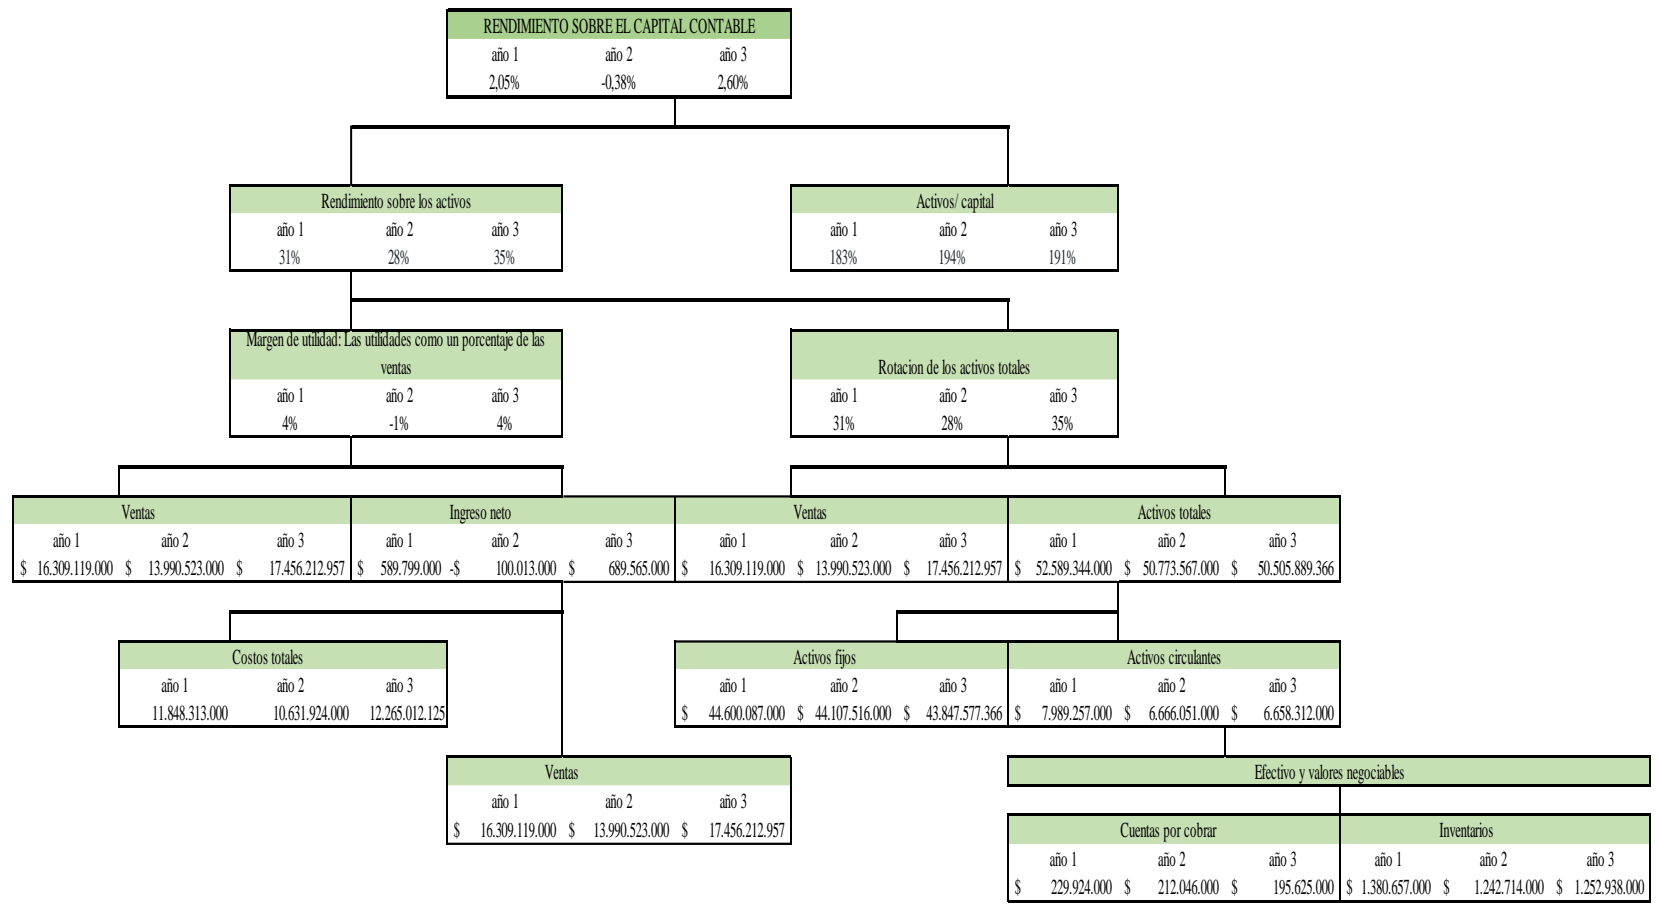 RENDIMIENTO SOBRE EL CAPITAL CONTABLE
año 1 año 2 año 3
2,05% -0,38% 2,60%
Rendimiento sobre los activos
año 1 año 2 año 3
31% 28% 35%
Activos/ capital
año 1 año 2 año 3
183% 194% 191%
Margen de utilidad: Las utilidades como un porcentaje de las
ventas
año 1 año 2 año 3
4% -1% 4%
Rotacion de los activos totales
año 1 año 2 año 3
31% 28% 35%
Ventas
año 1 año 2 año 3
$ 16.309.119.000 $ 13.990.523.000 $ 17.456.212.957
Ingreso neto
año 1 año 2 año 3
$ 589.799.000 -$ 100.013.000 $ 689.565.000
Ventas
año 1 año 2 año 3
$ 16.309.119.000 $ 13.990.523.000 $ 17.456.212.957
Activos totales
año 1 año 2 año 3
$ 52.589.344.000 $ 50.773.567.000 $ 50.505.889.366
Costos totales
año 1 año 2 año 3
11.848.313.000 10.631.924.000 12.265.012.125
Activos fijos
año 1 año 2 año 3
$ 44.600.087.000 $ 44.107.516.000 $ 43.847.577.366
Activos circulantes
año 1 año 2 año 3
$ 7.989.257.000 $ 6.666.051.000 $ 6.658.312.000
Ventas
año 1 año 2 año 3
$ 16.309.119.000 $ 13.990.523.000 $ 17.456.212.957
Efectivo y valores negociables
Cuentas por cobrar
año 1 año 2 año 3
$ 229.924.000 $ 212.046.000 $ 195.625.000
Inventarios
año 1 año 2 año 3
$ 1.380.657.000 $ 1.242.714.000 $ 1.252.938.000